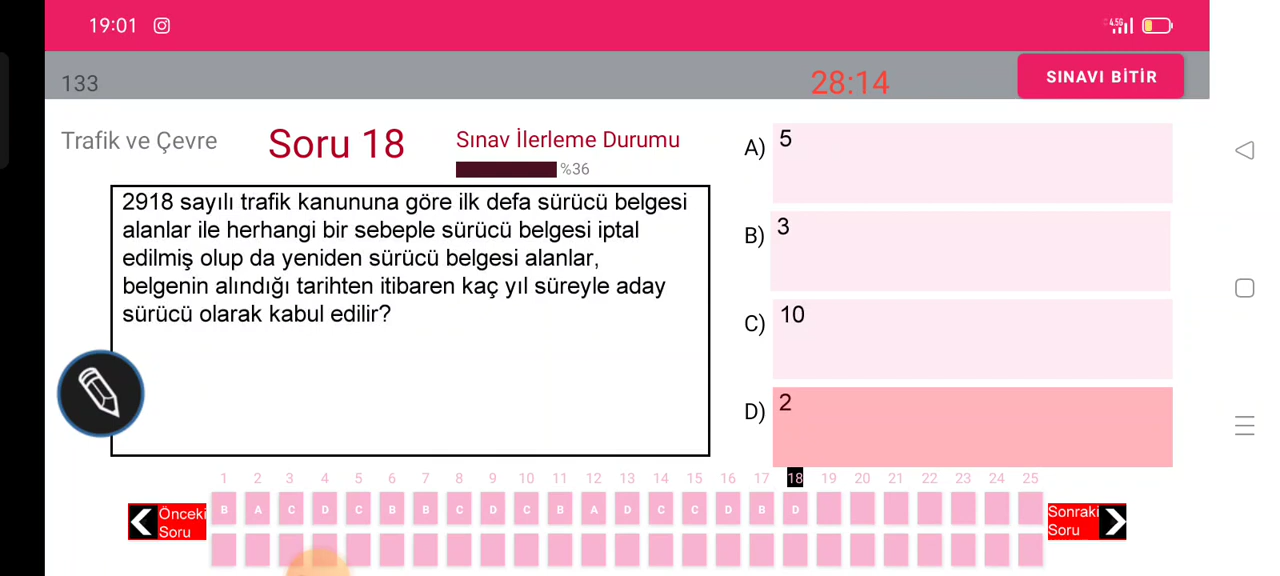 19:01
4.5G
133
28:14
SINAVI BİTİR
Trafik ve Çevre
Soru 18
Sınav İlerleme Durumu
%36
2918 sayılı trafik kanununa göre ilk defa sürücü belgesi
alanlar ile herhangi bir sebeple sürücü belgesi iptal
edilmiş olup da yeniden sürücü belgesi alanlar,
belgenin alındığı tarihten itibaren kaç yıl süreyle aday
sürücü olarak kabul edilir?
A) 5
B) 3
C) 10
D) 2
1 2 3 4 5 6 7 8 9 10 11 12 13 14 15 16 17 18 19 20 21 22 23 24 25
B A C D C B B C D C B A D C C D B D
Önceki
Soru
Sonraki
Soru